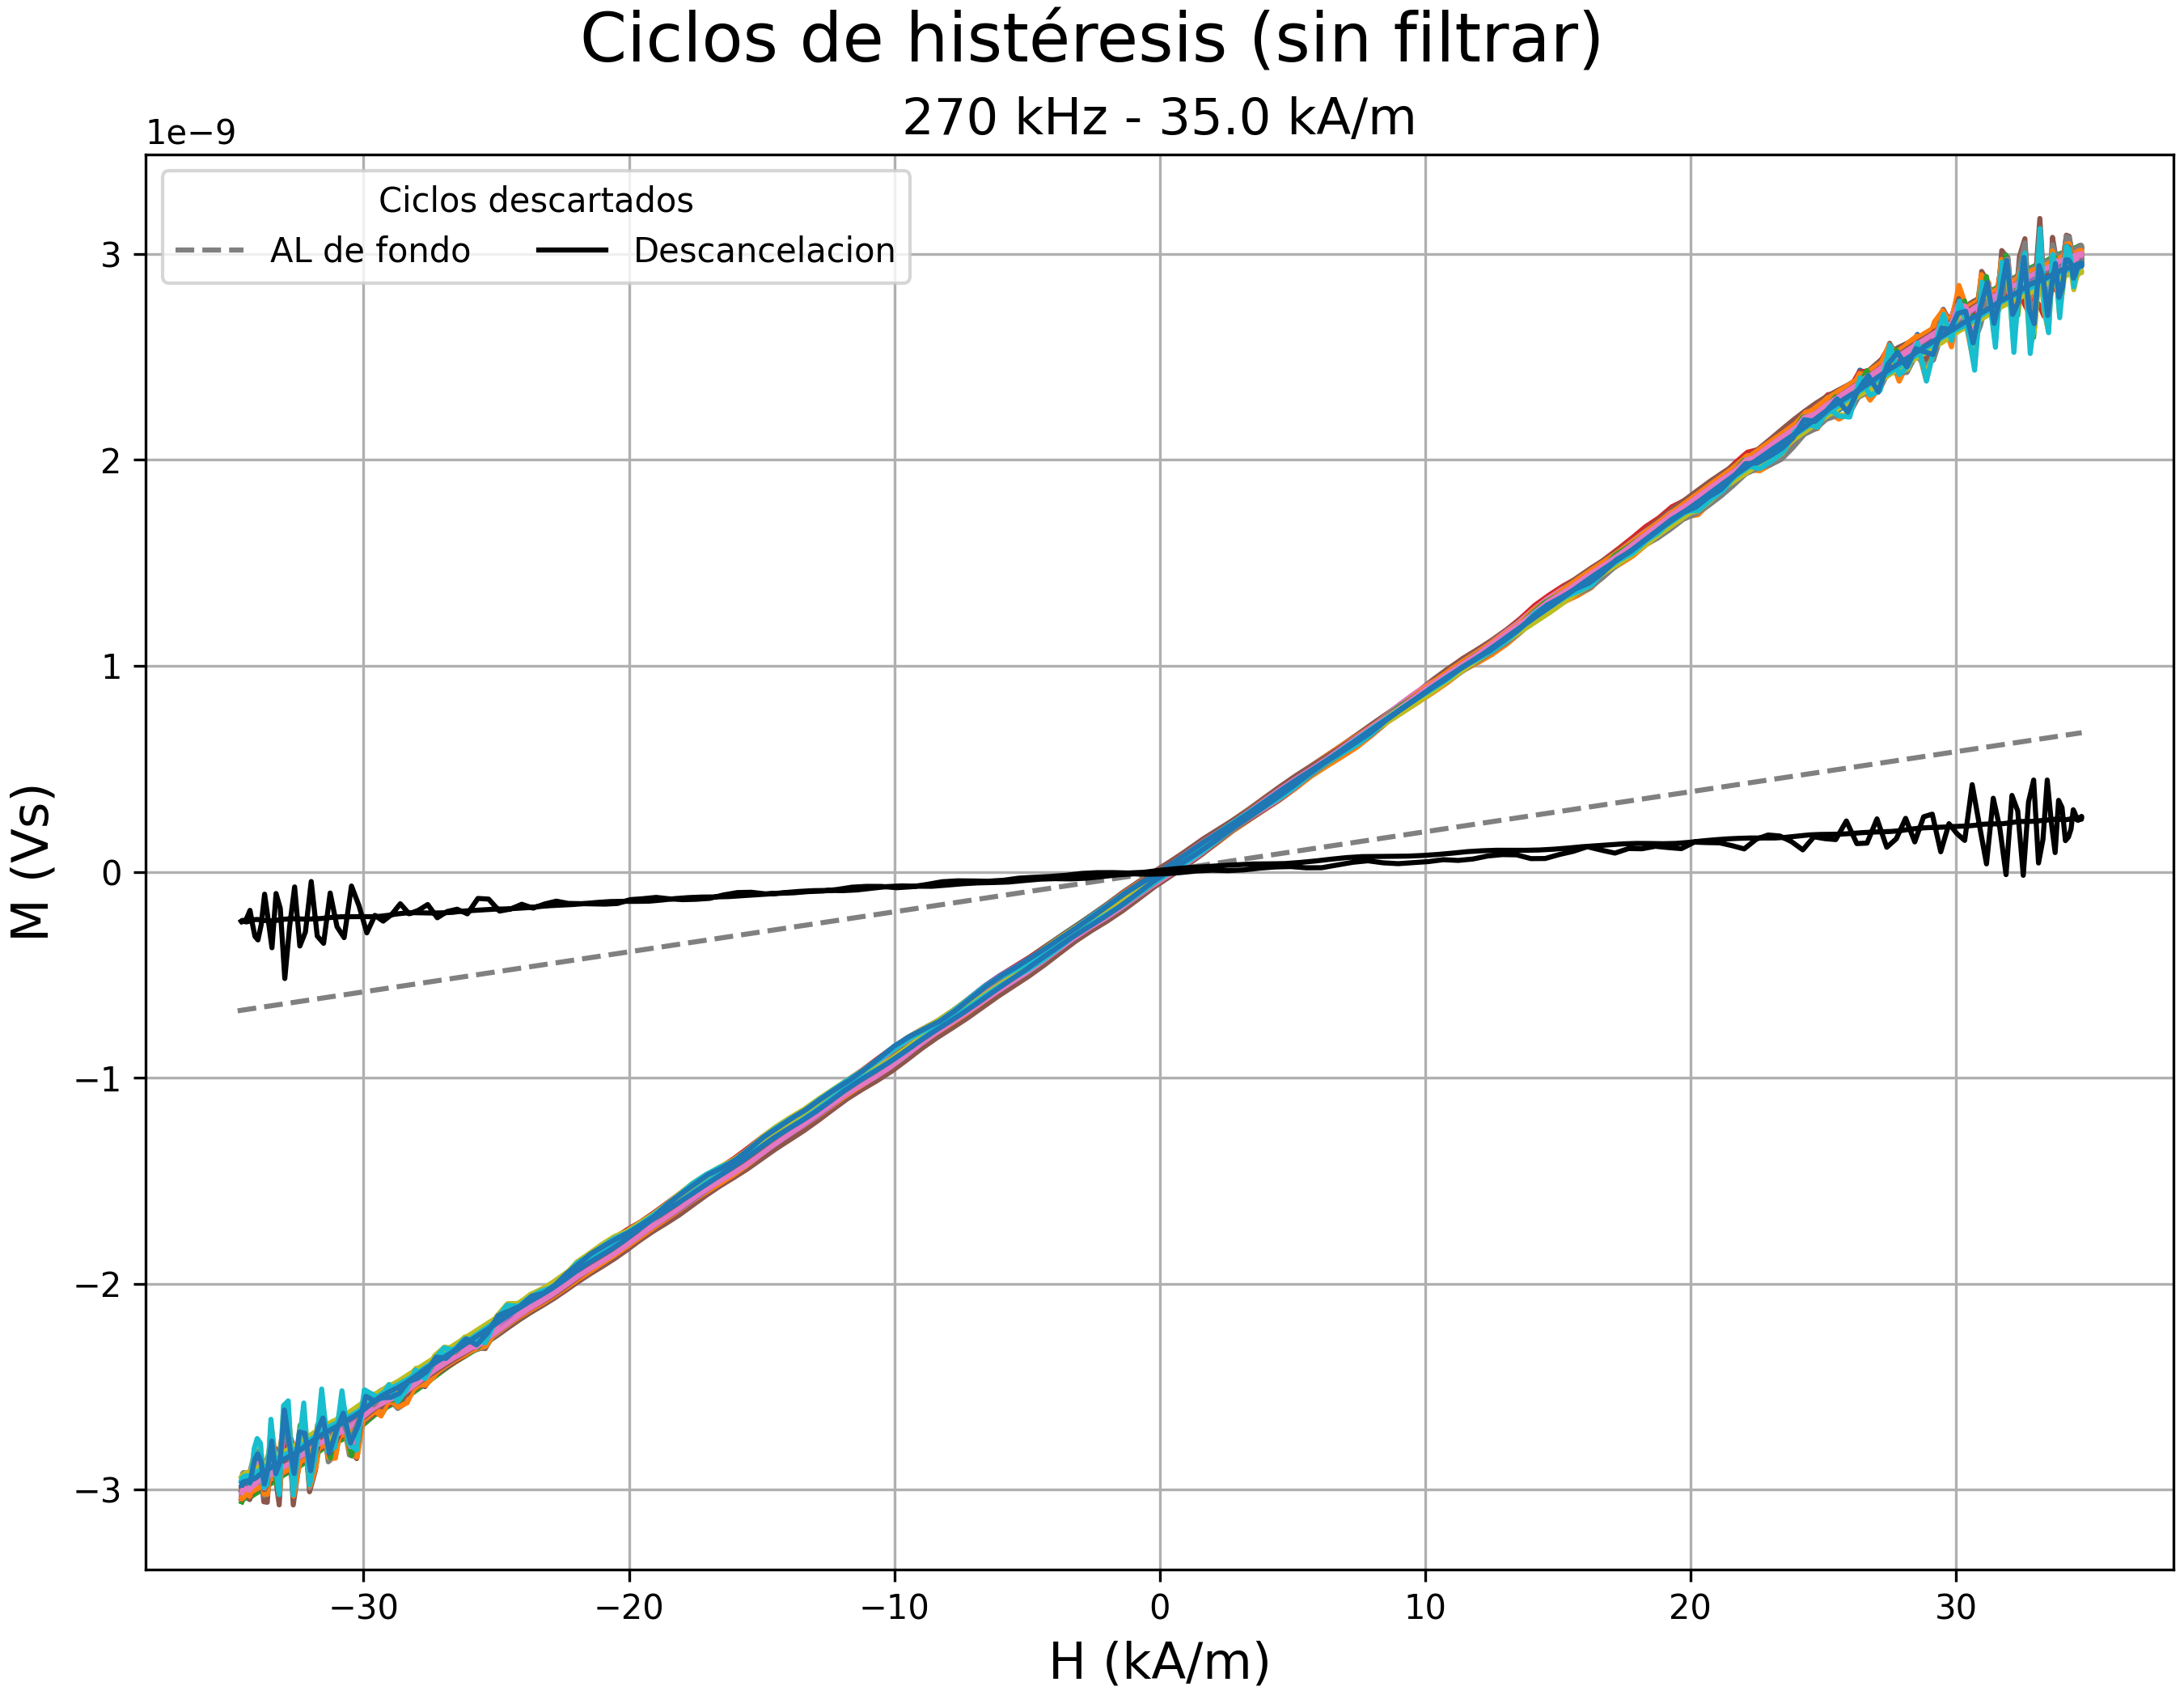 Ciclos de histéresis (sin filtrar)
270 kHz - 35.0 kA/m
1e−9
Ciclos descartados
AL de fondo
Descancelacion
3
2
1
0
−1
−2
−3
M (Vs)
−30
−20
−10
0
10
20
30
H (kA/m)